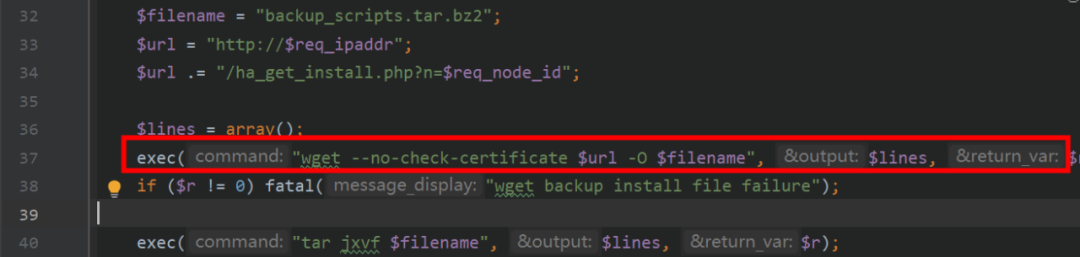 32 $filename = "backup_scripts.tar.bz2";
33 $url = "http://$req_ipaddr";
34 $url .= "/ha_get_install.php?n=$req_node_id";
35
36 $lines = array();
37 exec( command: "wget --no-check-certificate $url -O $filename", &output: $lines, &return_var:
38 if ($r != 0) fatal( message_display: "wget backup install file failure");
39
40 exec( command: "tar jxvf $filename", &output: $lines, &return_var: $r);